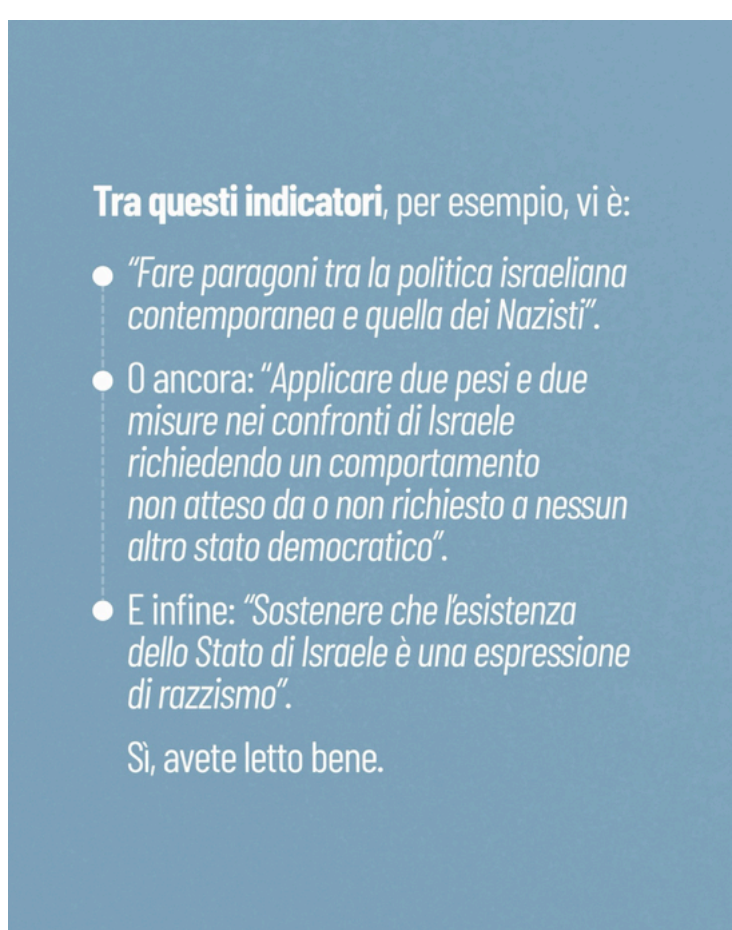 Tra questi indicatori, per esempio, vi è:
“Fare paragoni tra la politica israeliana
contemporanea e quella dei Nazisti”.
O ancora: “Applicare due pesi e due
misure nei confronti di Israele
richiedendo un comportamento
non atteso da o non richiesto a nessun
altro stato democratico”.
E infine: “Sostenere che l’esistenza
dello Stato di Israele è una espressione
di razzismo”.
Sì, avete letto bene.